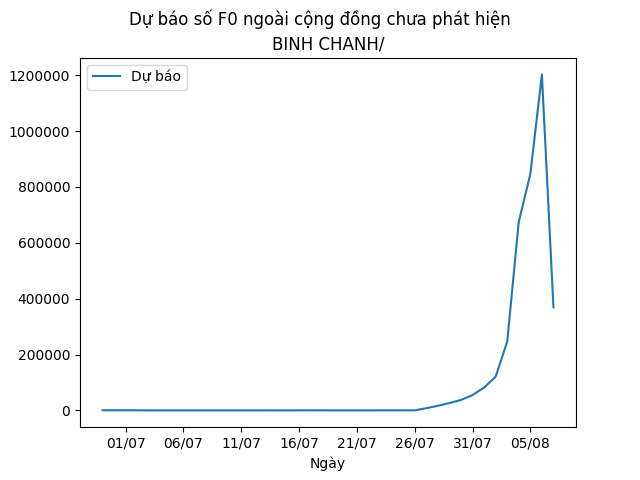 Dự báo số F0 ngoài cộng đồng chưa phát hiện
BINH CHANH/
Dự báo
1200000
1000000
800000
600000
400000
200000
0
01/07 06/07 11/07 16/07 21/07 26/07 31/07 05/08
Ngày